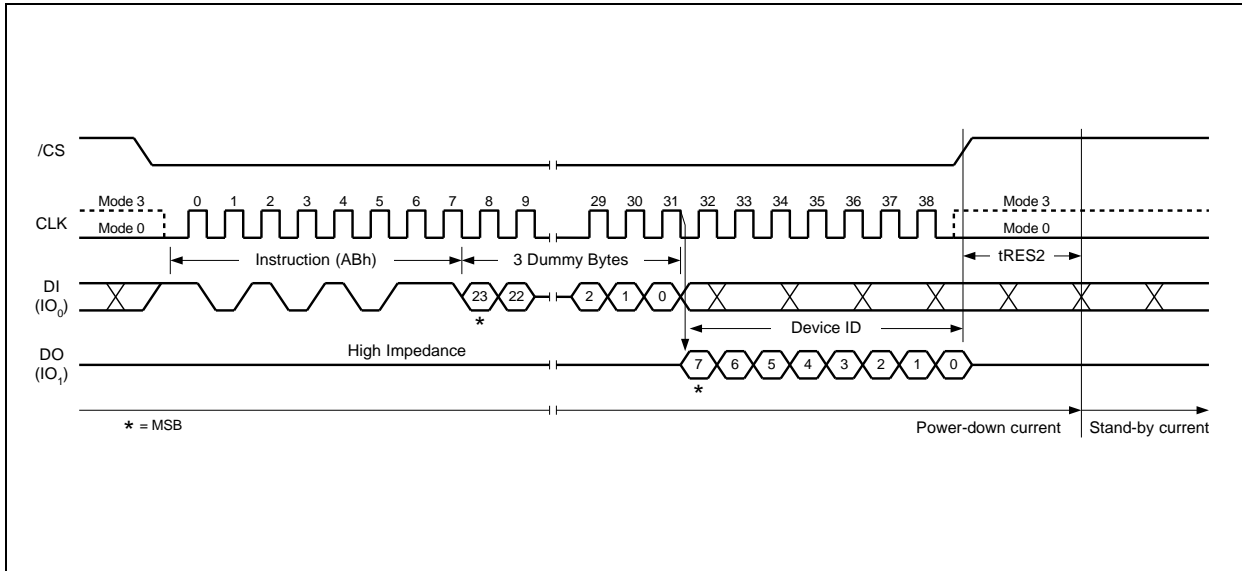 /CS
Mode 3
0 1 2 3 4 5 6 7 8 9 29 30 31 32 33 34 35 36 37 38
Mode 3
CLK
Mode 0
Mode 0
Instruction (ABh)
3 Dummy Bytes
tRES2
DI
(IO0)
23 22 2 1 0
*
Device ID
High Impedance
DO
(IO1)
7 6 5 4 3 2 1 0
*
* = MSB
Power-down current
Stand-by current